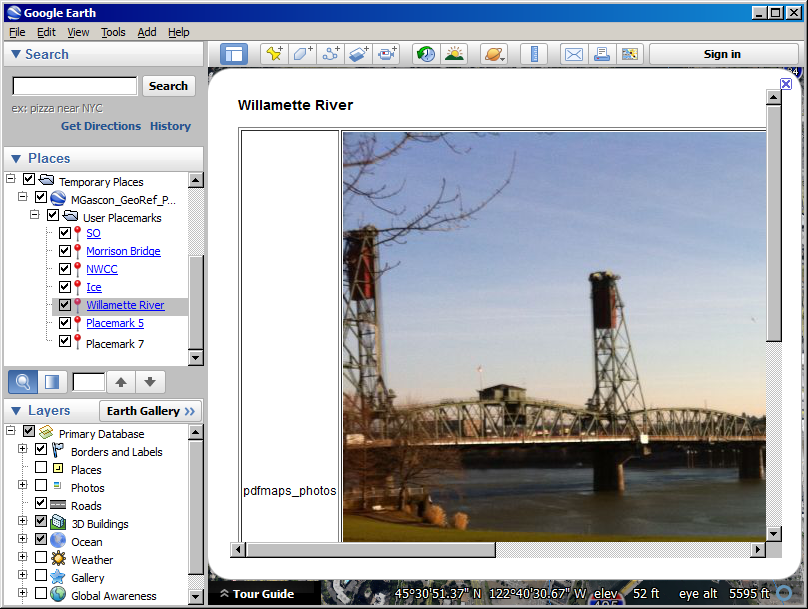 Google Earth
File Edit View Tools Add Help
Search
Search
ex: pizza near NYC
Get Directions History
Places
Temporary Places
MGascon_GeoRef_P...
User Placemarks
SO
Morrison Bridge
NWCC
Ice
Willamette River
Placemark 5
Placemark 7
Layers
Earth Gallery »
Primary Database
Borders and Labels
Places
Photos
Roads
3D Buildings
Ocean
Weather
Gallery
Global Awareness
Sign in
Willamette River
pdfmaps_photos
Tour Guide
45°30'51.37" N 122°40'30.67" W elev 52 ft eye alt 5595 ft